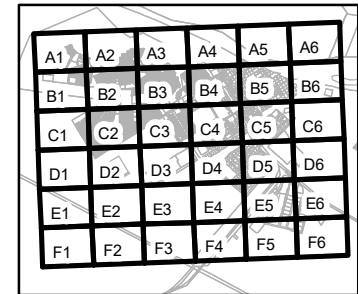 A1 A2 A3 A4 A5 A6
B1 B2 B3 B4 B5 B6
C1 C2 C3 C4 C5 C6
D1 D2 D3 D4 D5 D6
E1 E2 E3 E4 E5 E6
F1 F2 F3 F4 F5 F6